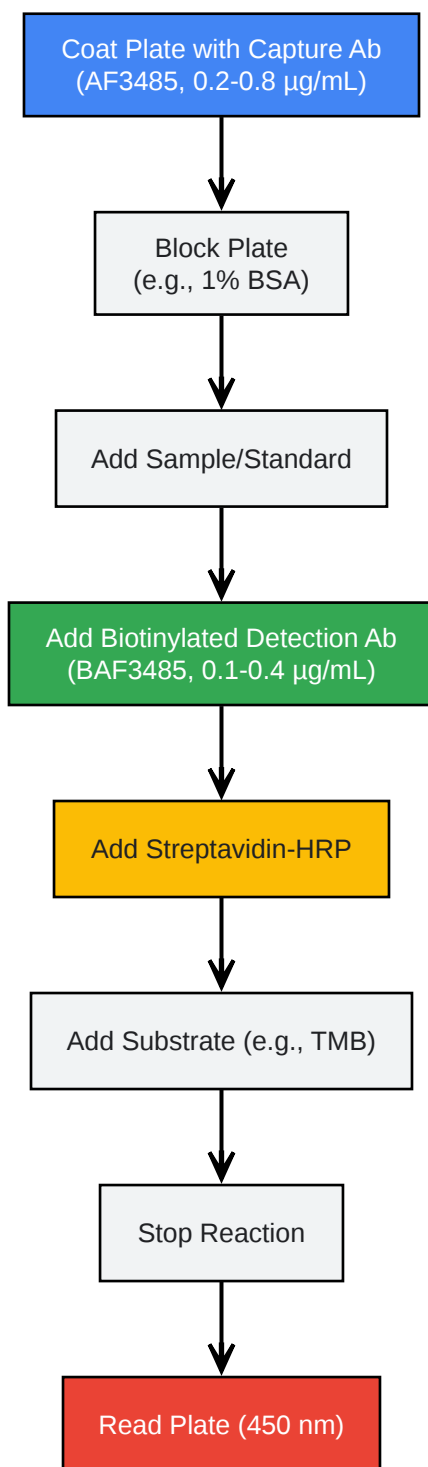 Coat Plate with Capture Ab
(AF3485, 0.2-0.8 µg/mL)
Block Plate
(e.g., 1% BSA)
Add Sample/Standard
Add Biotinylated Detection Ab
(BAF3485, 0.1-0.4 µg/mL)
Add Streptavidin-HRP
Add Substrate (e.g., TMB)
Stop Reaction
Read Plate (450 nm)